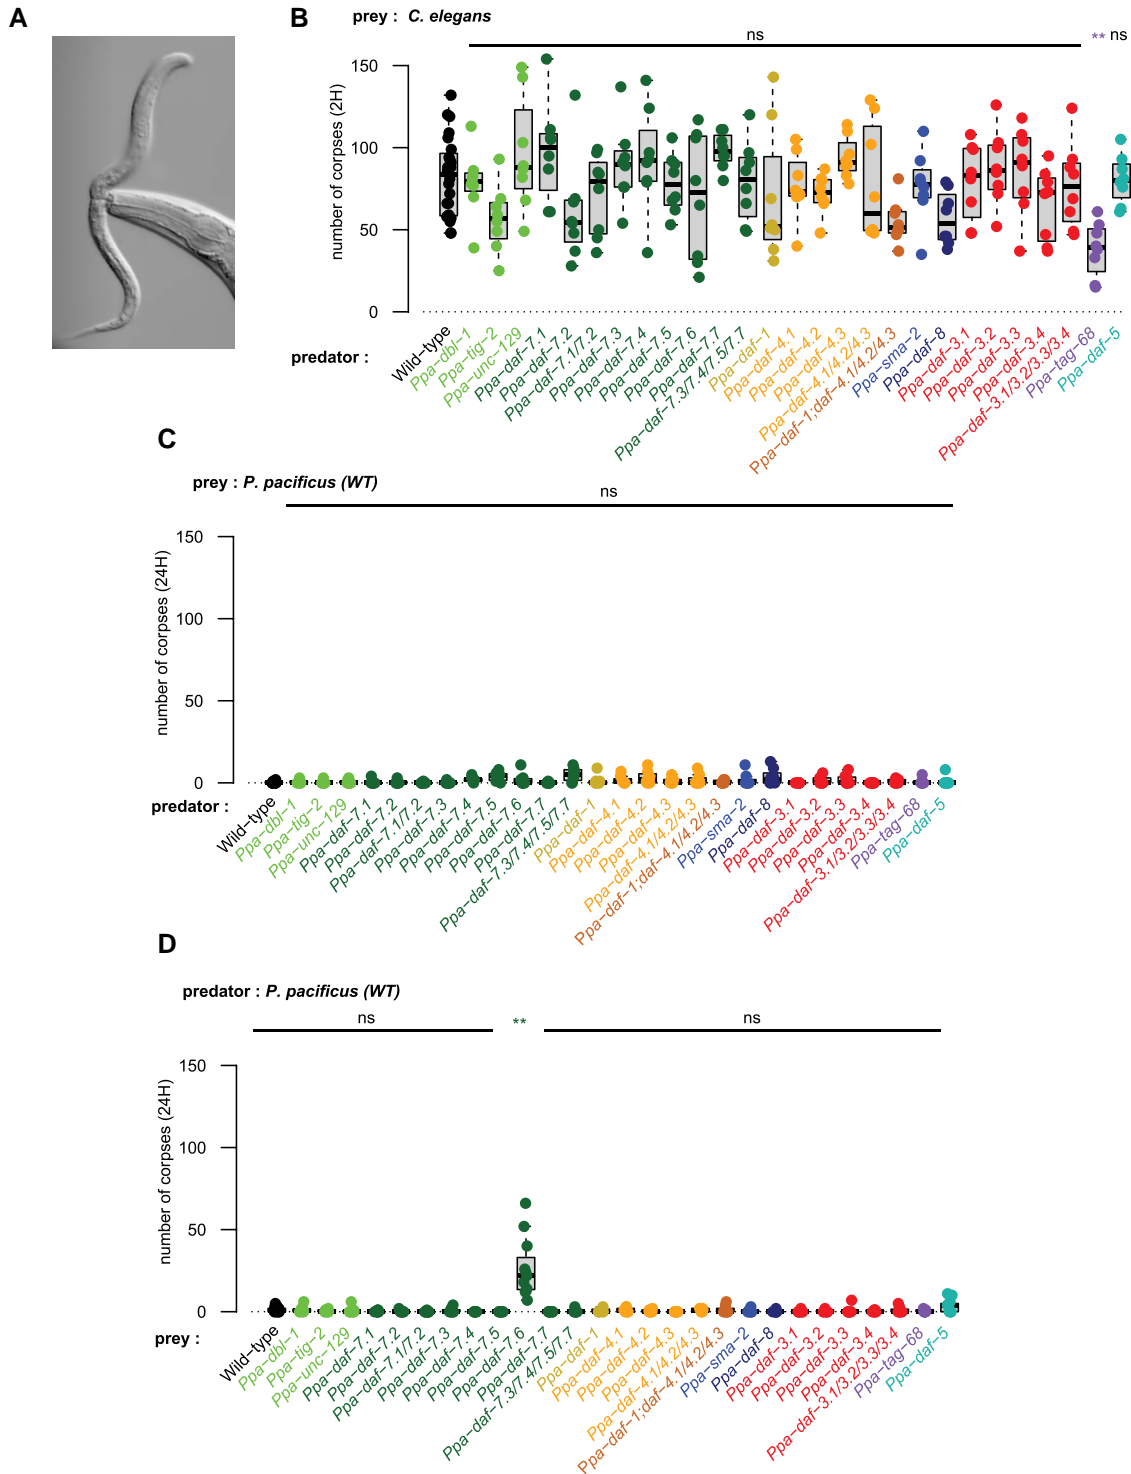 A
B
prey : C. elegans
ns
** ns
number of corpses (2H)
150
100
50
0
predator :
Wild−type
Ppa−dbl−1
Ppa−tig−2
Ppa−unc−129
Ppa−daf−7.1
Ppa−daf−7.2
Ppa−daf−7.1/7.2
Ppa−daf−7.3
Ppa−daf−7.4
Ppa−daf−7.5
Ppa−daf−7.6
Ppa−daf−7.7
Ppa−daf−7.3/7.4/7.5/7.7
Ppa−daf−1
Ppa−daf−4.1
Ppa−daf−4.2
Ppa−daf−4.3
Ppa−daf−4.1/4.2/4.3
Ppa−daf−1;daf−4.1/4.2/4.3
Ppa−sma−2
Ppa−daf−8
Ppa−daf−3.1
Ppa−daf−3.2
Ppa−daf−3.3
Ppa−daf−3.4
Ppa−daf−3.1/3.2/3.3/3.4
Ppa−tag−68
Ppa−daf−5
C
prey : P. pacificus (WT)
ns
number of corpses (24H)
150
100
50
0
predator :
Wild−type
Ppa−dbl−1
Ppa−tig−2
Ppa−unc−129
Ppa−daf−7.1
Ppa−daf−7.2
Ppa−daf−7.1/7.2
Ppa−daf−7.3
Ppa−daf−7.4
Ppa−daf−7.5
Ppa−daf−7.6
Ppa−daf−7.7
Ppa−daf−7.3/7.4/7.5/7.7
Ppa−daf−1
Ppa−daf−4.1
Ppa−daf−4.2
Ppa−daf−4.3
Ppa−daf−4.1/4.2/4.3
Ppa−daf−1;daf−4.1/4.2/4.3
Ppa−sma−2
Ppa−daf−8
Ppa−daf−3.1
Ppa−daf−3.2
Ppa−daf−3.3
Ppa−daf−3.4
Ppa−daf−3.1/3.2/3.3/3.4
Ppa−tag−68
Ppa−daf−5
D
predator : P. pacificus (WT)
ns
**
ns
number of corpses (24H)
150
100
50
0
prey :
Wild−type
Ppa−dbl−1
Ppa−tig−2
Ppa−unc−129
Ppa−daf−7.1
Ppa−daf−7.2
Ppa−daf−7.1/7.2
Ppa−daf−7.3
Ppa−daf−7.4
Ppa−daf−7.5
Ppa−daf−7.6
Ppa−daf−7.7
Ppa−daf−7.3/7.4/7.5/7.7
Ppa−daf−1
Ppa−daf−4.1
Ppa−daf−4.2
Ppa−daf−4.3
Ppa−daf−4.1/4.2/4.3
Ppa−daf−1;daf−4.1/4.2/4.3
Ppa−sma−2
Ppa−daf−8
Ppa−daf−3.1
Ppa−daf−3.2
Ppa−daf−3.3
Ppa−daf−3.4
Ppa−daf−3.1/3.2/3.3/3.4
Ppa−tag−68
Ppa−daf−5